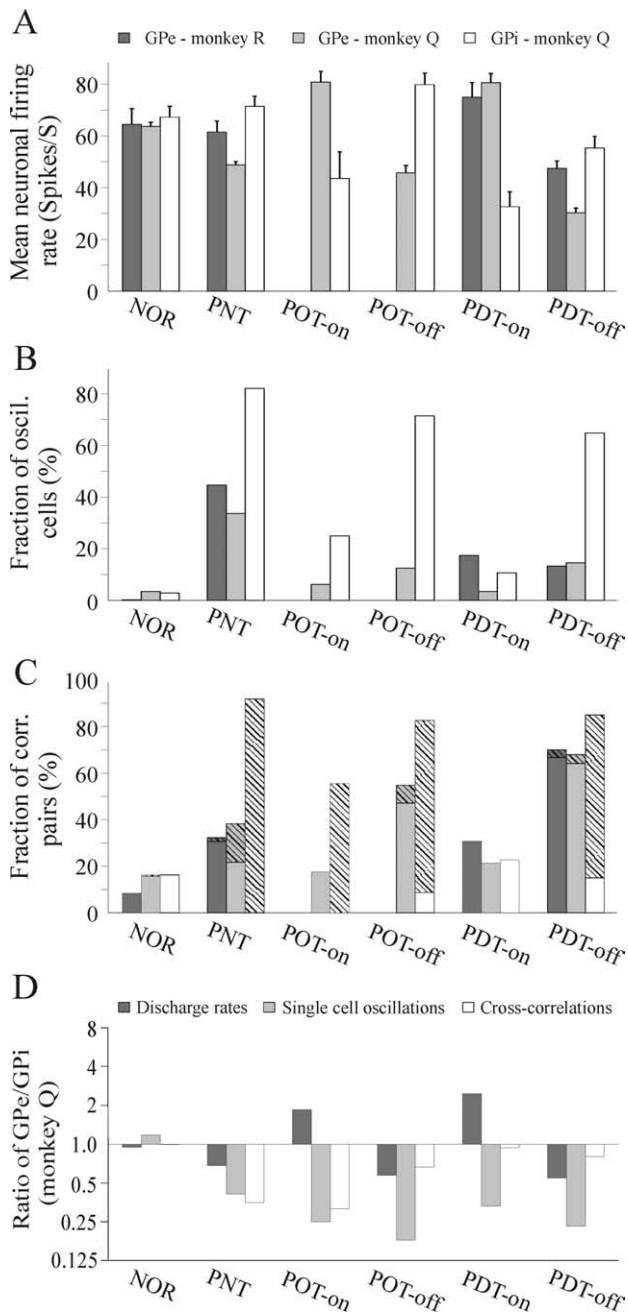 A
GPe - monkey R GPe - monkey Q GPi - monkey Q
Mean neuronal firing
rate (Spikes/S)
80
60
40
20
0
NOR PNT POT-on POT-off PDT-on PDT-off
B
Fraction of oscil.
cells (%)
80
60
40
20
0
NOR PNT POT-on POT-off PDT-on PDT-off
C
Fraction of corr.
pairs (%)
100
80
60
40
20
0
NOR PNT POT-on POT-off PDT-on PDT-off
D
Discharge rates Single cell oscillations Cross-correlations
Ratio of GPe/GPi
(monkey Q)
8
4
2
1.0
0.5
0.25
0.125
NOR PNT POT-on POT-off PDT-on PDT-off